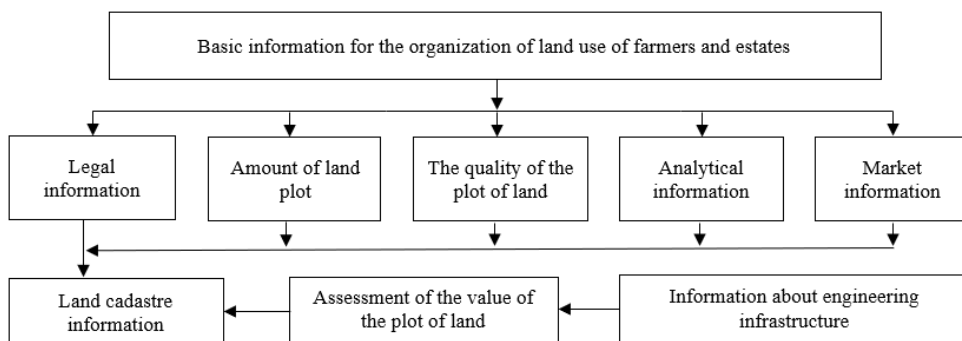 Basic information for the organization of land use of farmers and estates
Legal
information
Amount of land
plot
The quality of the
plot of land
Analytical
information
Market
information
Land cadastre
information
Assessment of the value of
the plot of land
Information about engineering
infrastructure